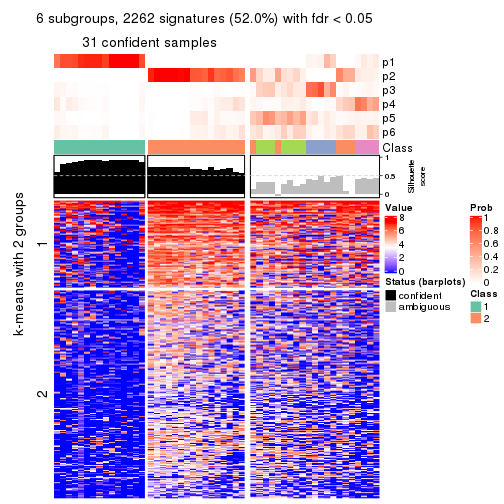 6 subgroups, 2262 signatures (52.0%) with fdr < 0.05
31 confident samples
p1
p2
p3
p4
p5
p6
Class
1
0.5
0
Silhouette
score
k-means with 2 groups
1
2
Value
8
6
4
2
0
Status (barplots)
confident
ambiguous
Prob
1
0.8
0.6
0.4
0.2
0
Class
1
2